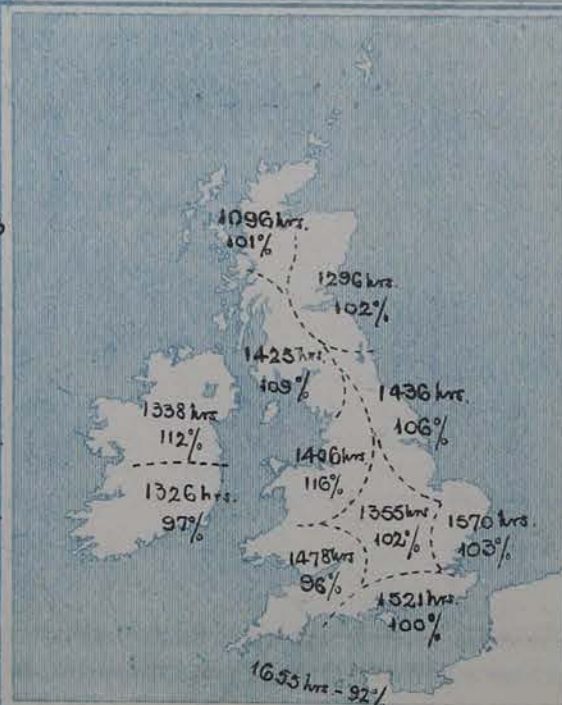 1096 hrs.
101%
1296 hrs.
102%
1425 hrs.
109%
1436 hrs.
106%
1338 hrs
112%
1406 hrs
116%
1326 hrs.
97%
1355 hrs
102%
1570 hrs.
103%
1478 hrs
96%
1521 hrs.
100%
1655 hrs - 92%